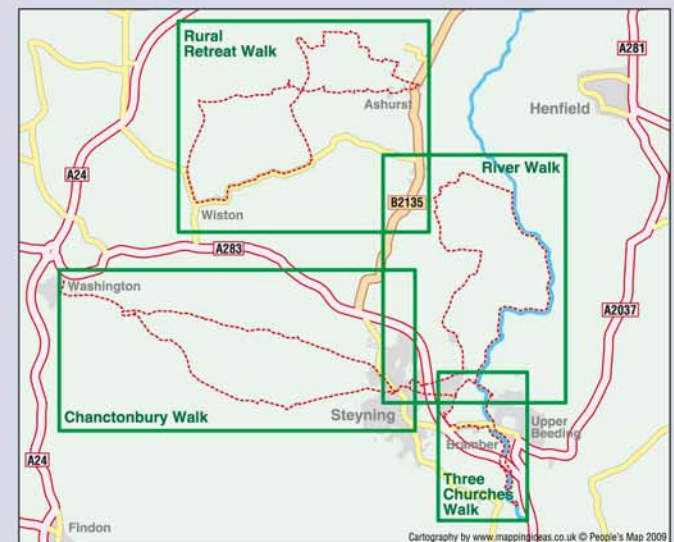 Rural
Retreat Walk
A281
Ashurst
Henfield
River Walk
A24
B2135
Wiston
A283
Washington
A2037
Chanctonbury Walk
Steyning
Upper
Beeding
Bramber
Three
Churches
Walk
A24
Findon
Cartography by www.mappingideas.co.uk © People's Map 2009